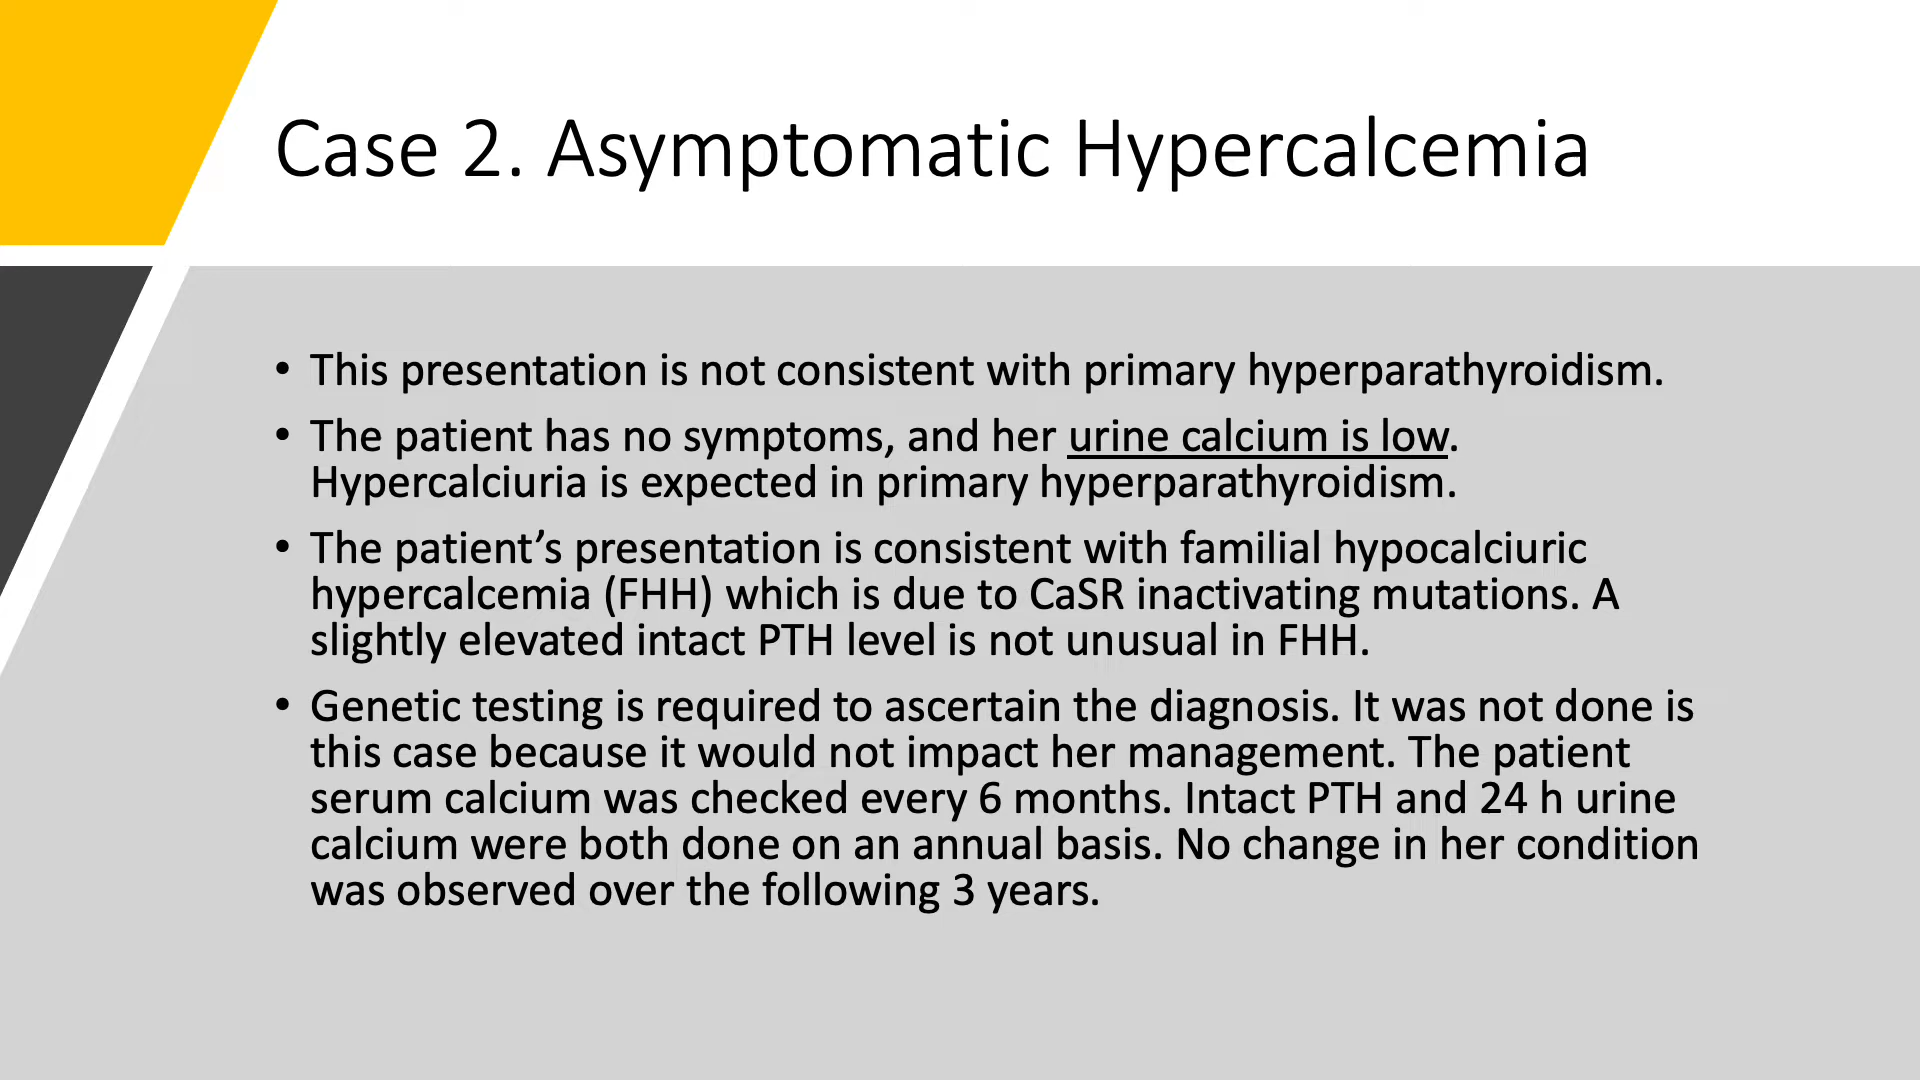 Case 2. Asymptomatic Hypercalcemia
• This presentation is not consistent with primary hyperparathyroidism.
• The patient has no symptoms, and her urine calcium is low.
Hypercalciuria is expected in primary hyperparathyroidism.
• The patient’s presentation is consistent with familial hypocalciuric
hypercalcemia (FHH) which is due to CaSR inactivating mutations. A
slightly elevated intact PTH level is not unusual in FHH.
• Genetic testing is required to ascertain the diagnosis. It was not done is
this case because it would not impact her management. The patient
serum calcium was checked every 6 months. Intact PTH and 24 h urine
calcium were both done on an annual basis. No change in her condition
was observed over the following 3 years.